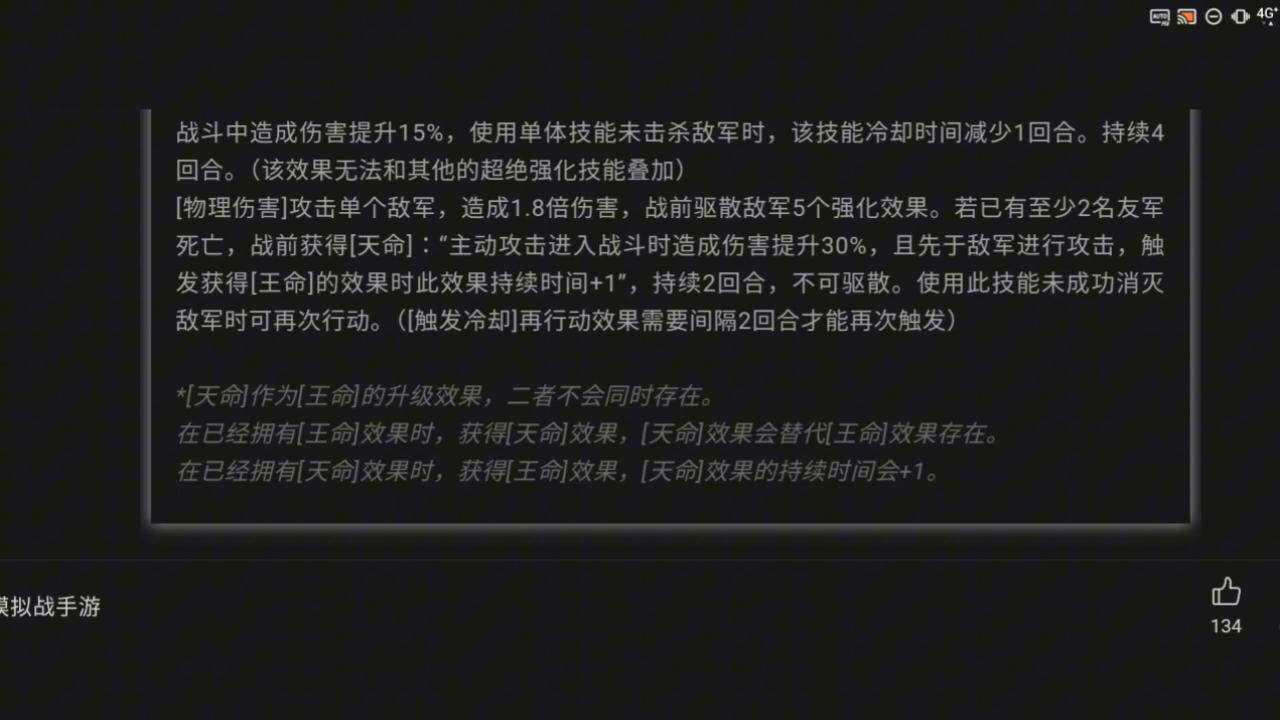 4G+
战斗中造成伤害提升15%，使用单体技能未击杀敌军时，该技能冷却时间减少1回合。持续4
回合。（该效果无法和其他的超绝强化技能叠加）
[物理伤害]攻击单个敌军，造成1.8倍伤害，战前驱散敌军5个强化效果。若已有至少2名友军
死亡，战前获得[天命]：“主动攻击进入战斗时造成伤害提升30%，且先于敌军进行攻击，触
发获得[王命]的效果时此效果持续时间+1”，持续2回合，不可驱散。使用此技能未成功消灭
敌军时可再次行动。（[触发冷却]再行动效果需要间隔2回合才能再次触发）
*[天命]作为[王命]的升级效果，二者不会同时存在。
在已经拥有[王命]效果时，获得[天命]效果，[天命]效果会替代[王命]效果存在。
在已经拥有[天命]效果时，获得[王命]效果，[天命]效果的持续时间会+1。
模拟战手游
134